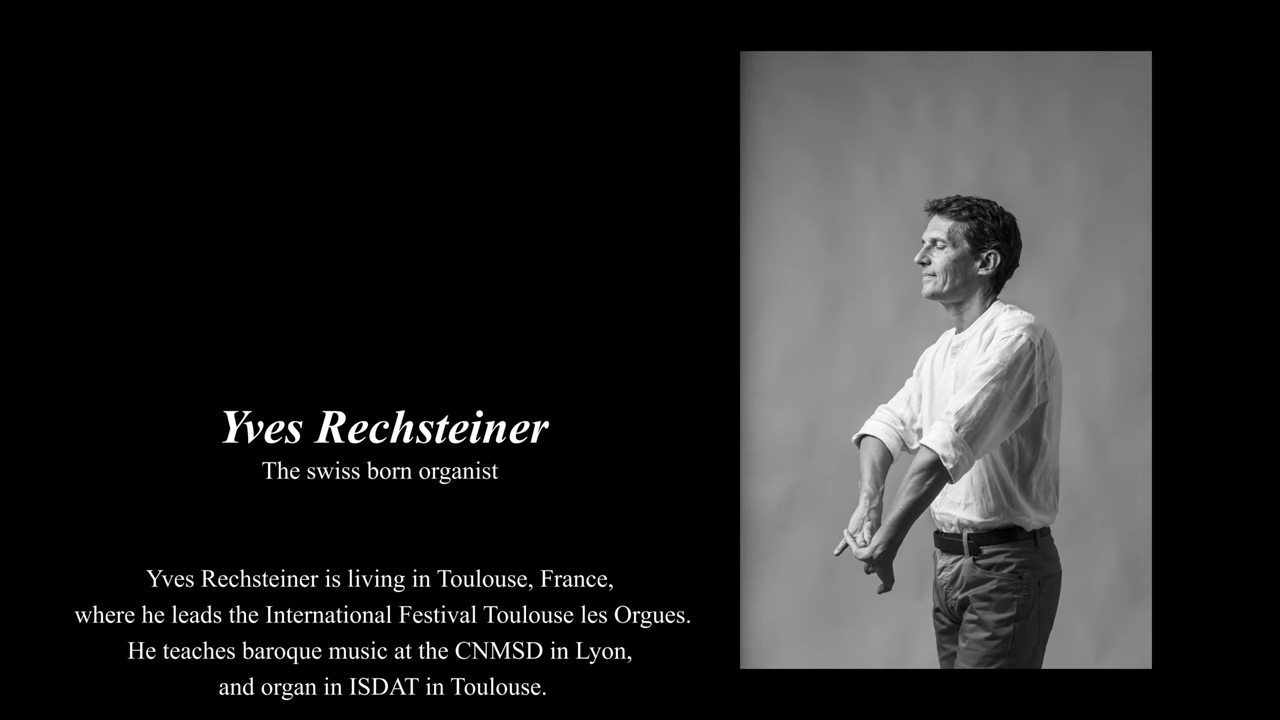 Yves Rechsteiner
The swiss born organist
Yves Rechsteiner is living in Toulouse, France,
where he leads the International Festival Toulouse les Orgues.
He teaches baroque music at the CNMSD in Lyon,
and organ in ISDAT in Toulouse.